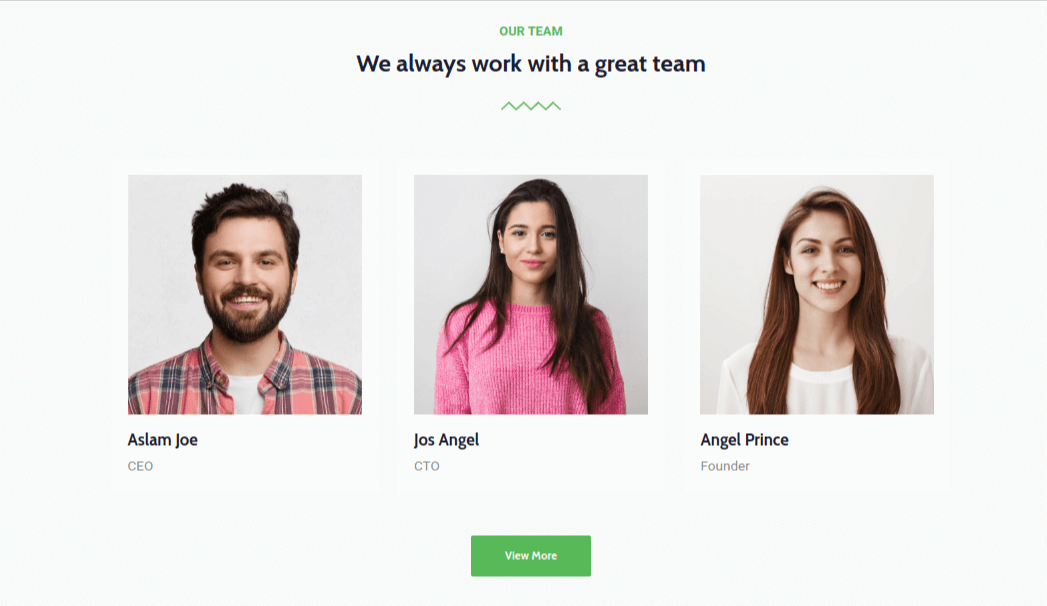 OUR TEAM
We always work with a great team
Aslam Joe
CEO
Jos Angel
CTO
Angel Prince
Founder
View More